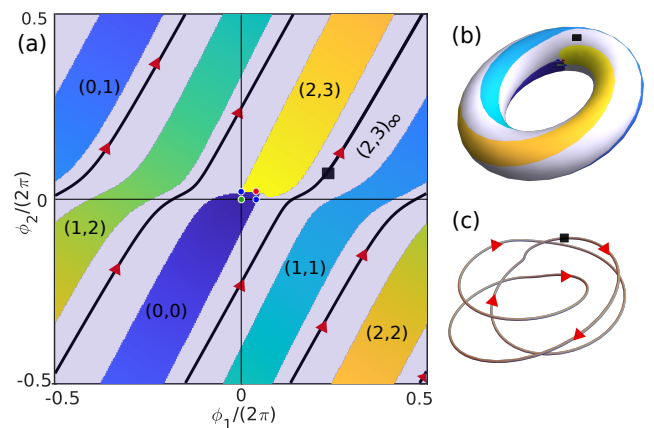 0.5
(a)
(b)
(0,1)
(2,3)
(2,3)∞
ϕ2/(2π)
0
(c)
(1,2)
(1,1)
(0,0)
(2,2)
-0.5
-0.5
0
0.5
ϕ1/(2π)